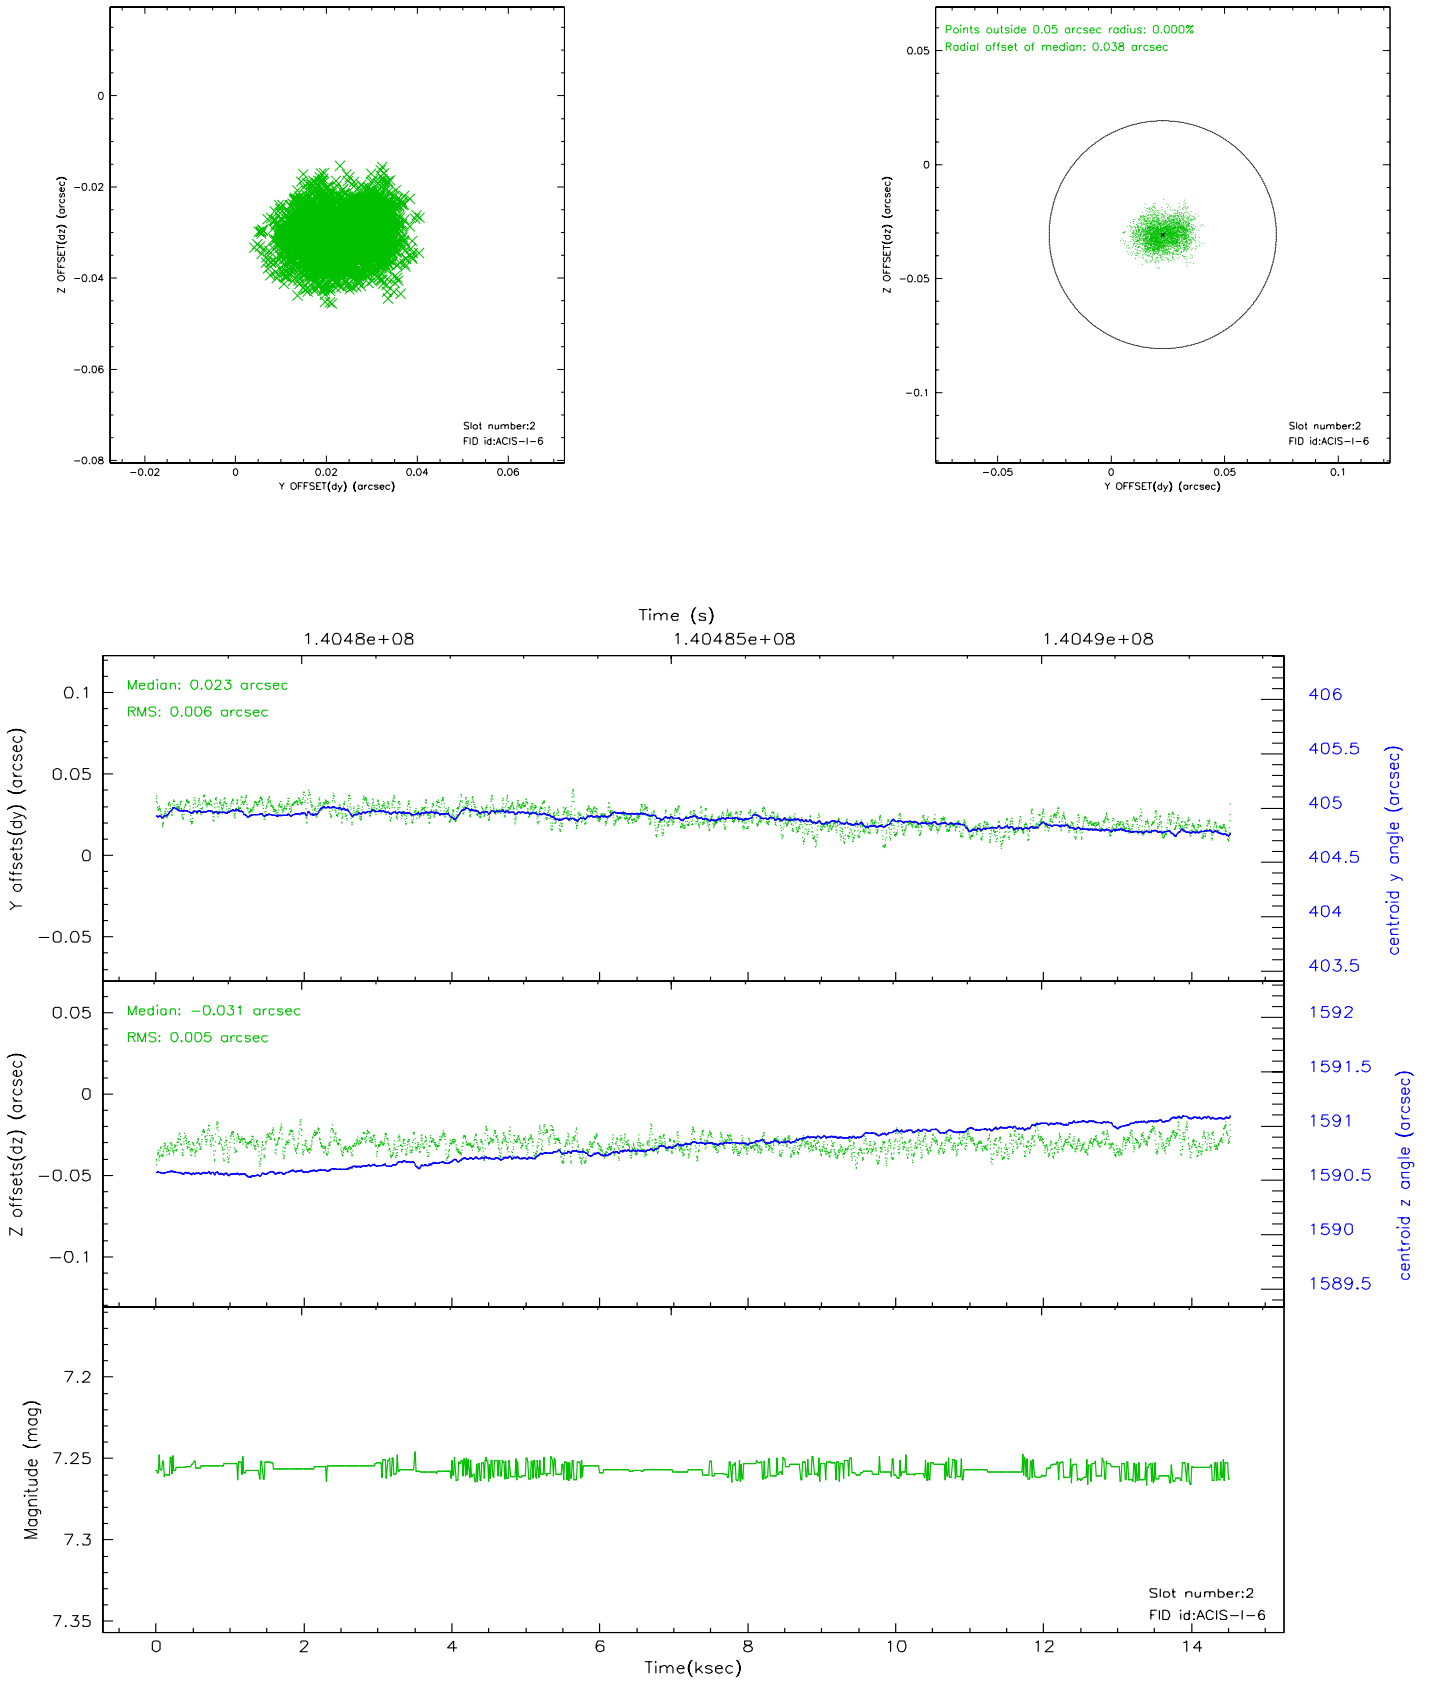 0
−0.02
−0.04
−0.06
−0.08
Z OFFSET(dz) (arcsec)
Slot number:2
FID id:ACIS−I−6
−0.02 0 0.02 0.04 0.06
Y OFFSET(dy) (arcsec)
Points outside 0.05 arcsec radius: 0.000%
Radial offset of median: 0.038 arcsec
0.05
0
−0.05
−0.1
Z OFFSET(dz) (arcsec)
Slot number:2
FID id:ACIS−I−6
−0.05 0 0.05 0.1
Y OFFSET(dy) (arcsec)
Time (s)
1.4048e+08 1.40485e+08 1.4049e+08
Median: 0.023 arcsec
RMS: 0.006 arcsec
0.1
0.05
0
−0.05
Y offsets(dy) (arcsec)
406
405.5
405
404.5
404
403.5
centroid y angle (arcsec)
Median: −0.031 arcsec
RMS: 0.005 arcsec
0.05
0
−0.05
−0.1
Z offsets(dz) (arcsec)
1592
1591.5
1591
1590.5
1590
1589.5
centroid z angle (arcsec)
7.2
7.25
7.3
7.35
Magnitude (mag)
Slot number:2
FID id:ACIS−I−6
0 2 4 6 8 10 12 14
Time(ksec)